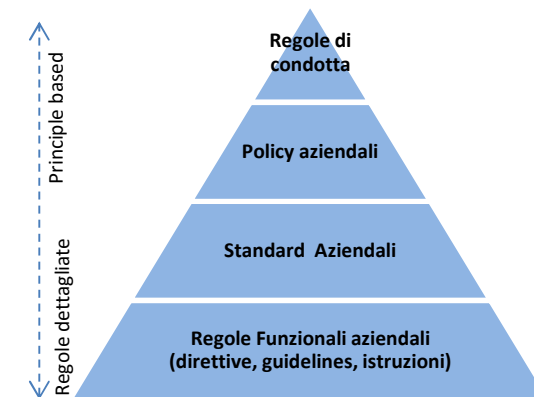 Regole di
condotta
Policy aziendali
Standard  Aziendali
Regole Funzionali aziendali
(direttive, guidelines, istruzioni)
Principle based
Regole dettagliate